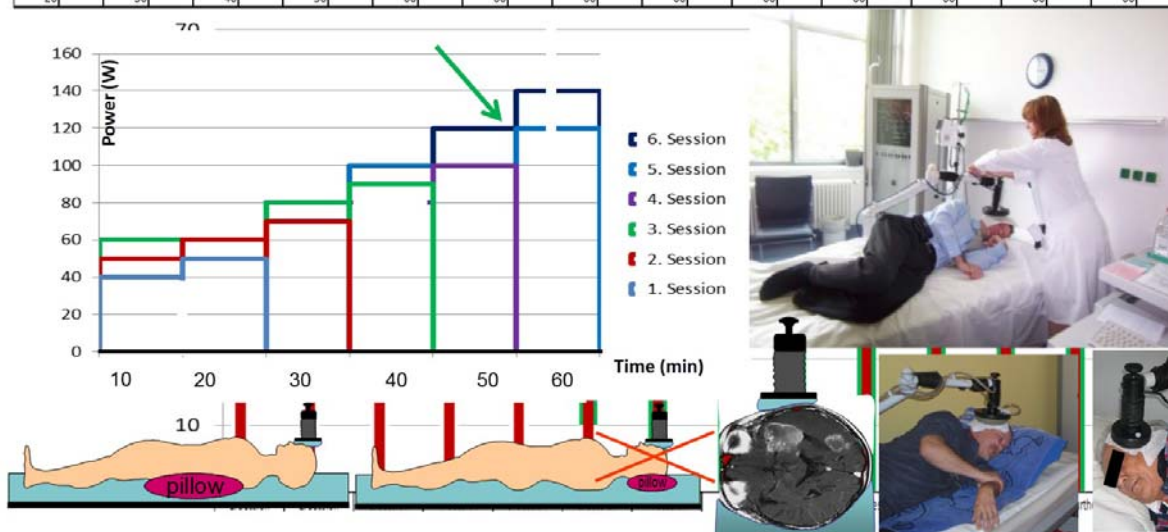 70
160
140
120
100
80
60
40
20
0
Power (W)
10
20
30
40
50
60
Time (min)
6. Session
5. Session
4. Session
3. Session
2. Session
1. Session
10
pillow
pillow